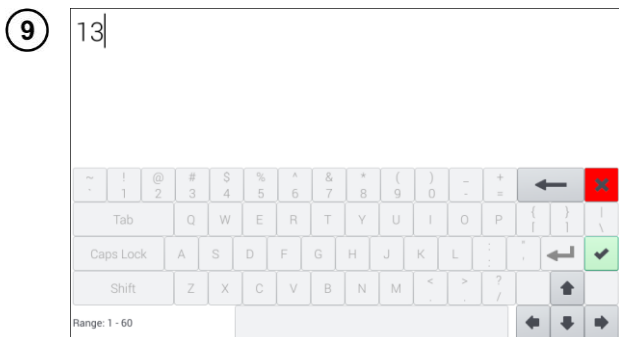 9
13
~ ! @ # $ % ^ & * ( ) _ +
` 1 2 3 4 5 6 7 8 9 0 - =
Tab Q W E R T Y U I O P { [ } ] | \
Caps Lock A S D F G H J K L : ; " '
Shift Z X C V B N M < , > . ? /
Range: 1 - 60